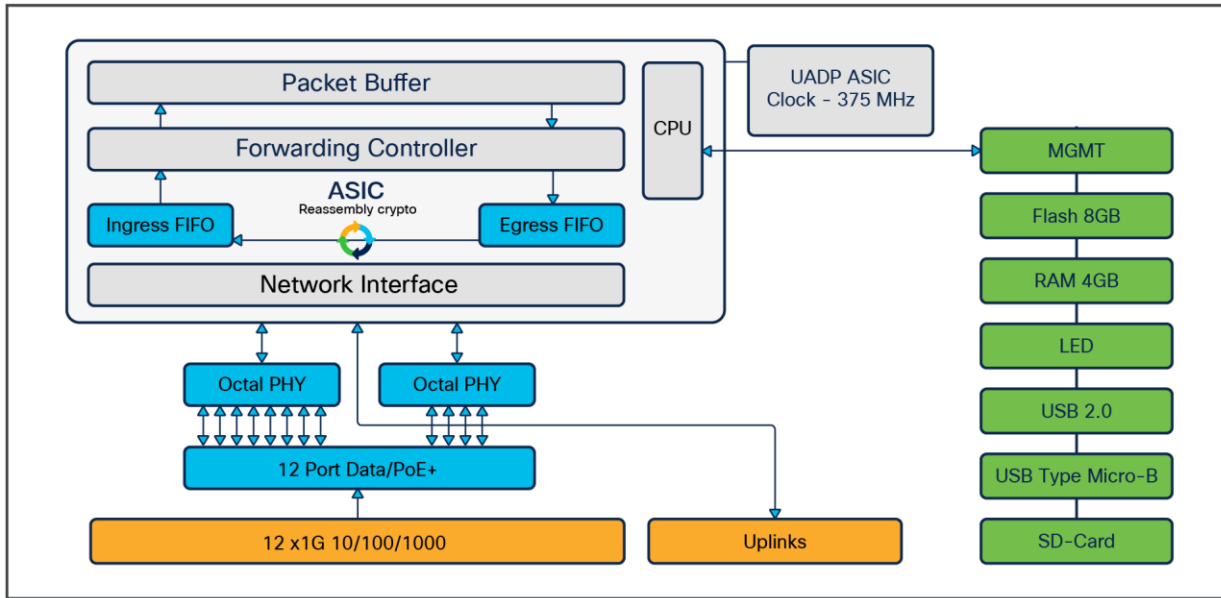 Packet Buffer
Forwarding Controller
ASIC
Reassembly crypto
Ingress FIFO
Egress FIFO
Network Interface
CPU
UADP ASIC
Clock - 375 MHz
Octal PHY
Octal PHY
12 Port Data/PoE+
12 x1G 10/100/1000
Uplinks
MGMT
Flash 8GB
RAM 4GB
LED
USB 2.0
USB Type Micro-B
SD-Card